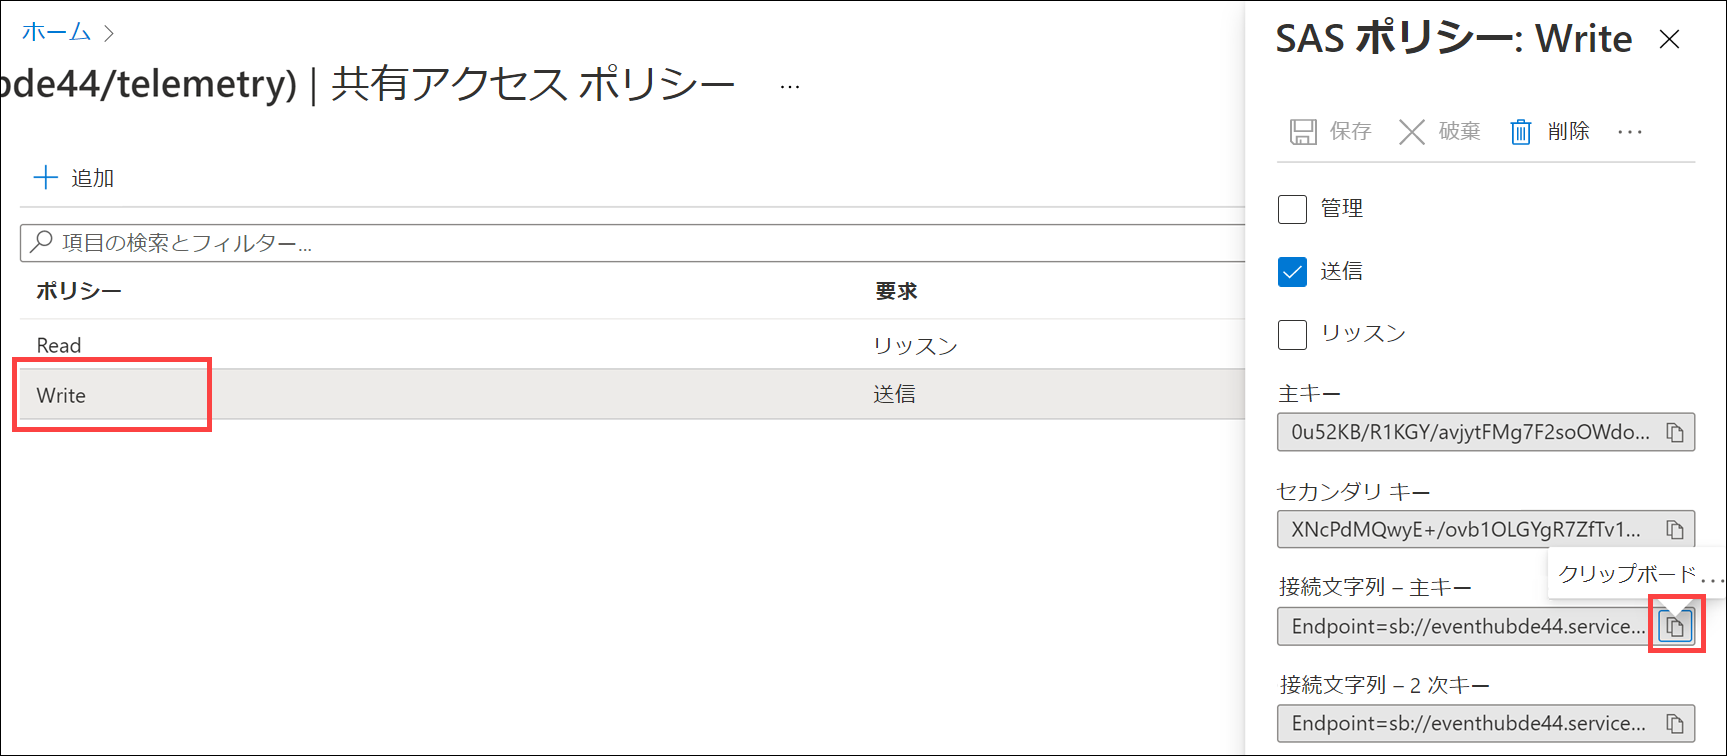 ホーム
bde44/telemetry) | 共有アクセス ポリシー ...
追加
項目の検索とフィルター...
ポリシー 要求
Read リッスン
Write 送信
SAS ポリシー: Write
保存 破棄 削除 ...
管理
送信
リッスン
主キー
0u52KB/R1KGY/avjytFMg7F2soOWdo...
セカンダリ キー
XNcPdMQwyE+/ovb1OLGYgR7ZfTv1...
クリップボード...
接続文字列 – 主キー
Endpoint=sb://eventhubde44.service...
接続文字列 – 2 次キー
Endpoint=sb://eventhubde44.service...